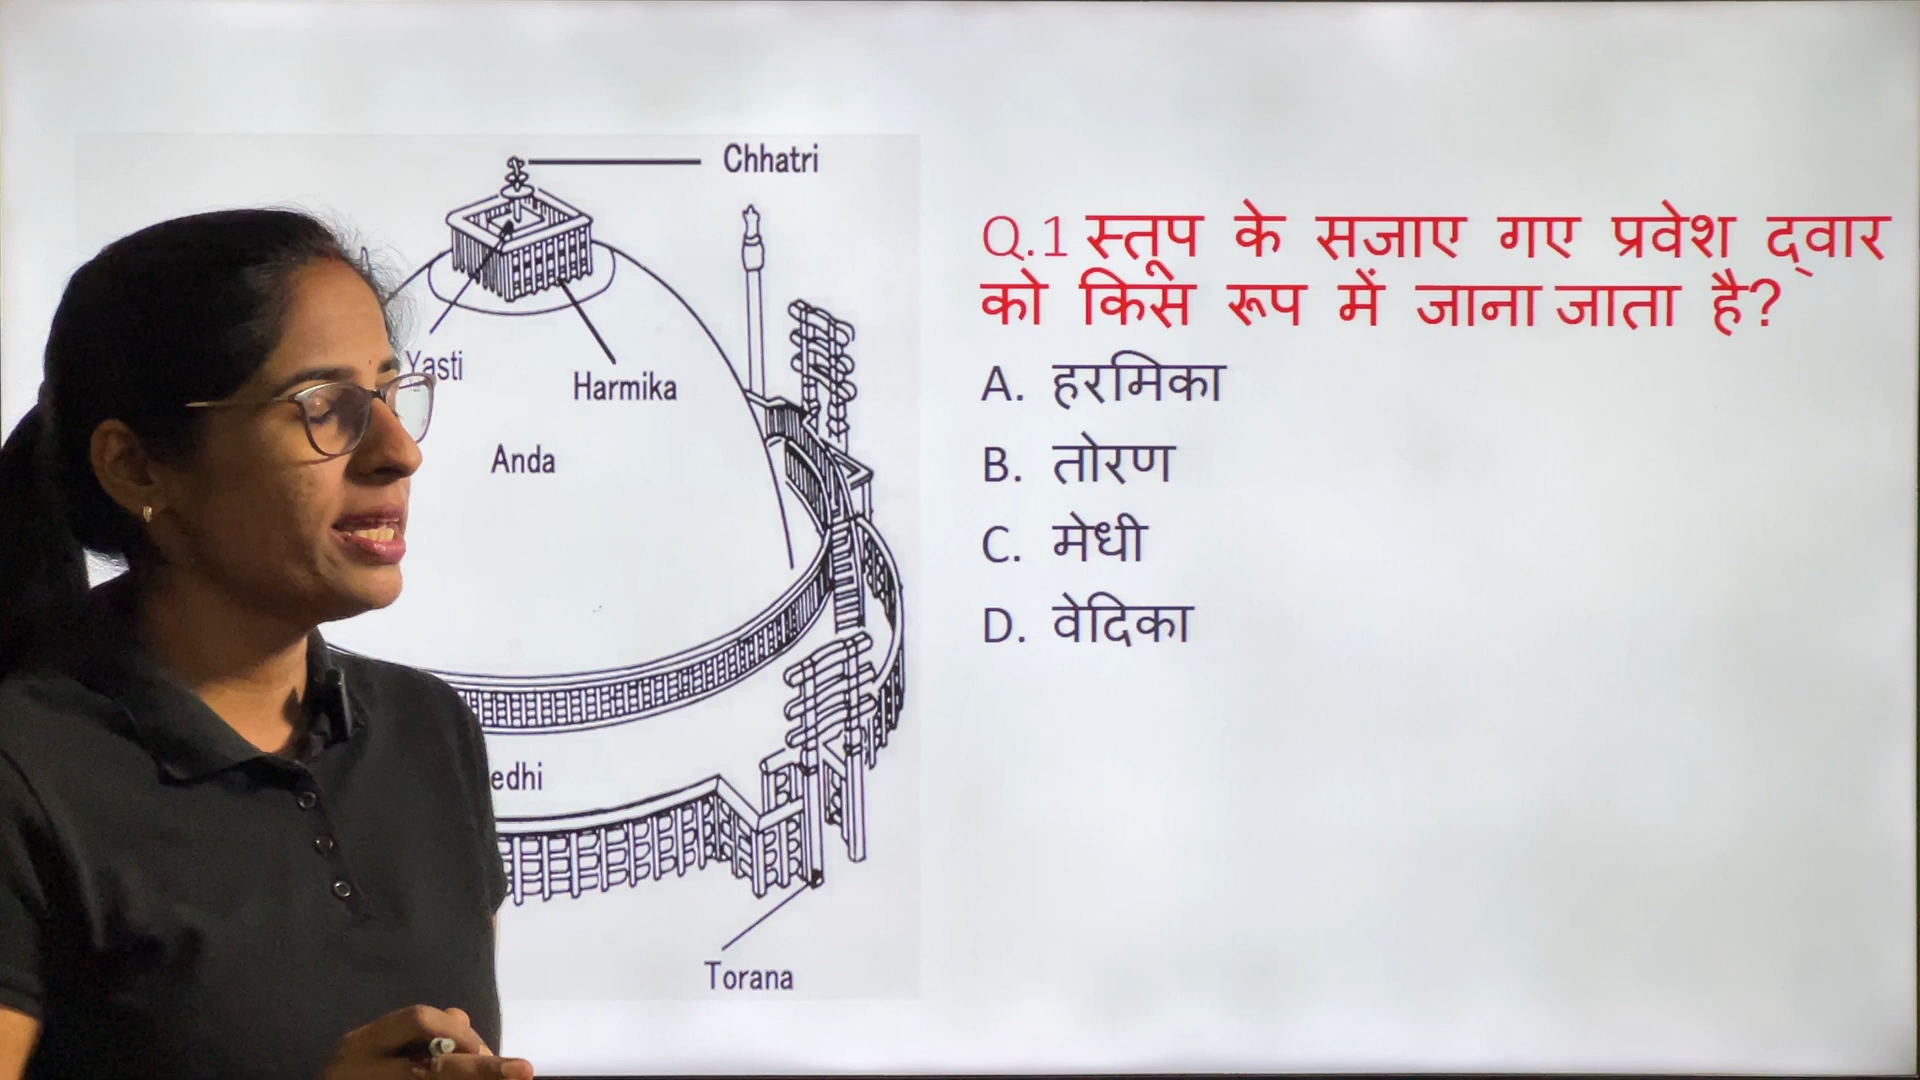 Chhatri
Yasti
Harmika
Anda
edhi
Torana
Q.1 स्तूप के सजाए गए प्रवेश द्वार
को किस रूप में जाना जाता है?
A. हरमिका
B. तोरण
C. मेधी
D. वेदिका